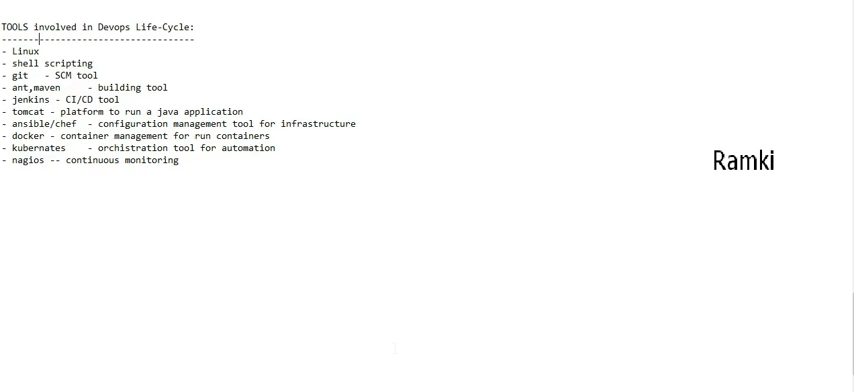 TOOLS involved in Devops Life-Cycle:
------------------------------------
- Linux
- shell scripting
- git   - SCM tool
- ant,maven     - building tool
- jenkins - CI/CD tool
- tomcat - platform to run a java application
- ansible/chef  - configuration management tool for infrastructure
- docker - container management for run containers
- kubernates    - orchistration tool for automation
- nagios -- continuous monitoring
Ramki